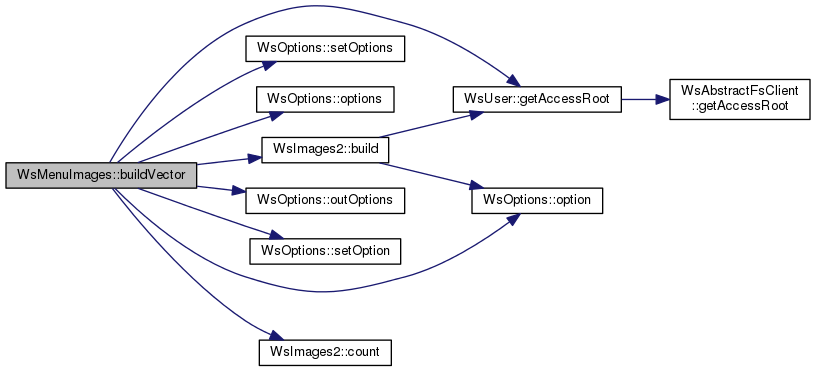 WsOptions::setOptions
WsOptions::options
WsUser::getAccessRoot
WsAbstractFsClient
::getAccessRoot
WsImages2::build
WsMenuImages::buildVector
WsOptions::outOptions
WsOptions::option
WsOptions::setOption
WsImages2::count